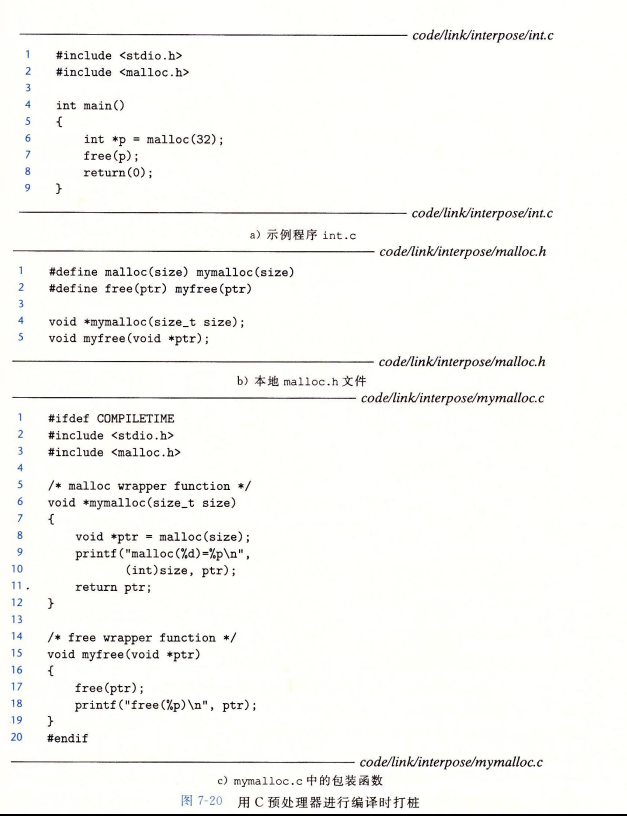 code/link/interpose/int.c
1 #include <stdio.h>
2 #include <malloc.h>
3
4 int main()
5 {
6     int *p = malloc(32);
7     free(p);
8     return(0);
9 }
code/link/interpose/int.c
a) 示例程序 int.c
code/link/interpose/malloc.h
1 #define malloc(size) mymalloc(size)
2 #define free(ptr) myfree(ptr)
3
4 void *mymalloc(size_t size);
5 void myfree(void *ptr);
code/link/interpose/malloc.h
b) 本地 malloc.h 文件
code/link/interpose/mymalloc.c
1 #ifdef COMPILETIME
2 #include <stdio.h>
3 #include <malloc.h>
4
5 /* malloc wrapper function */
6 void *mymalloc(size_t size)
7 {
8     void *ptr = malloc(size);
9     printf("malloc(%d)=%p\n",
10            (int)size, ptr);
11     return ptr;
12 }
13
14 /* free wrapper function */
15 void myfree(void *ptr)
16 {
17     free(ptr);
18     printf("free(%p)\n", ptr);
19 }
20 #endif
code/link/interpose/mymalloc.c
c) mymalloc.c 中的包装函数
图 7-20 用 C 预处理器进行编译时打桩